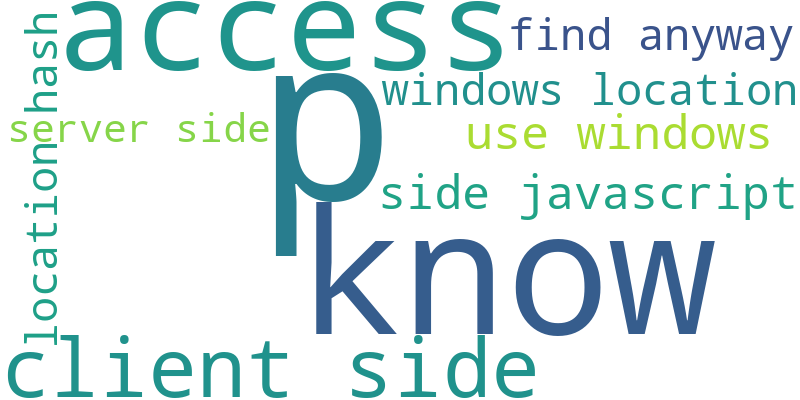 access
find anyway
windows location
p
server side
use windows
location hash
side javascript
know
client side